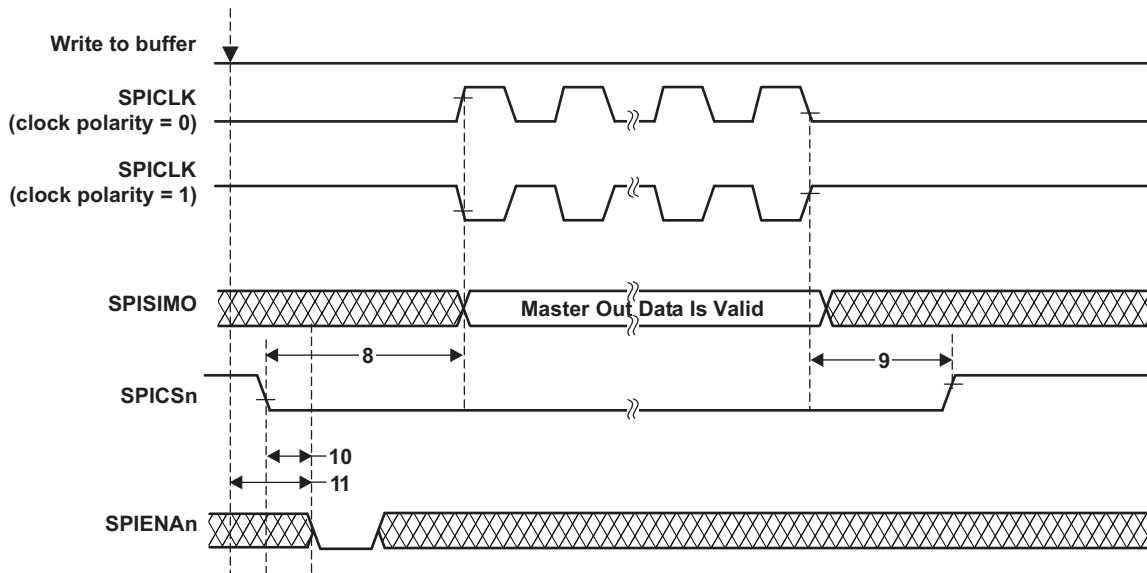 Write to buffer
SPICLK
(clock polarity = 0)
SPICLK
(clock polarity = 1)
SPISIMO
Master Out Data Is Valid
8
9
SPICSn
10
11
SPIENAn